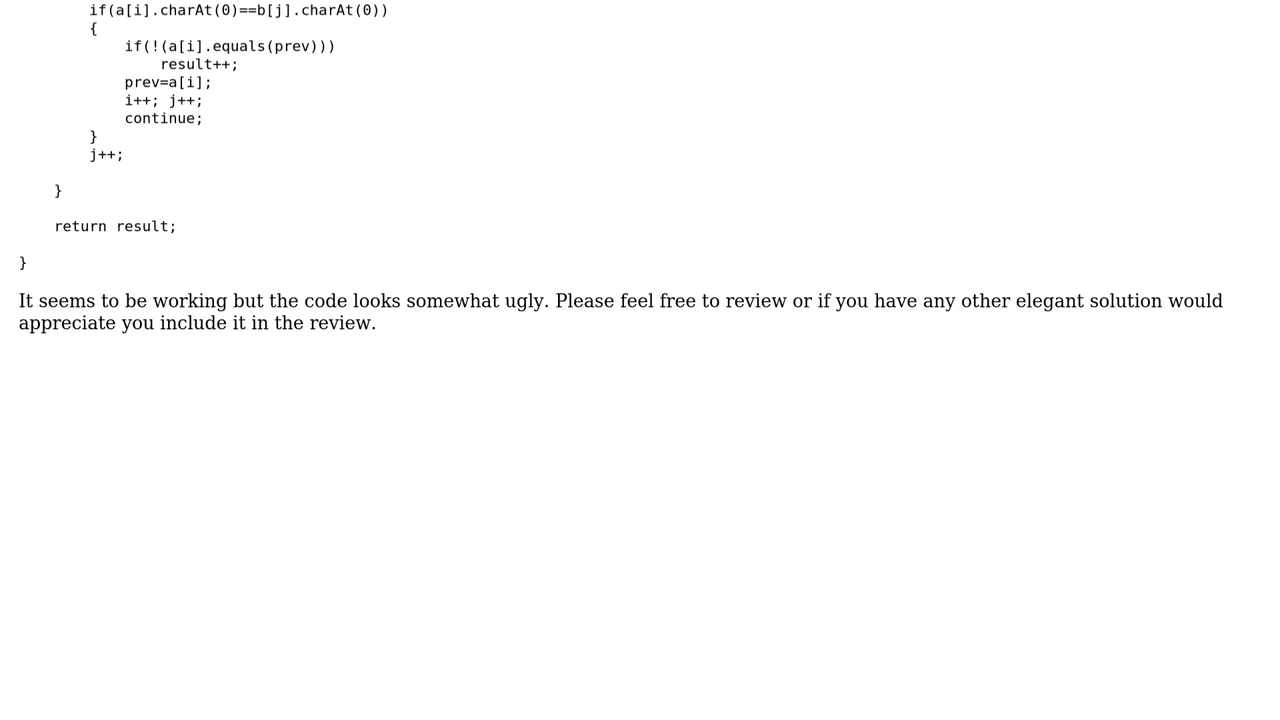 if(a[i].charAt(0)==b[j].charAt(0))
        {
            if(!(a[i].equals(prev)))
                result++;
            prev=a[i];
            i++; j++;
            continue;
        }
        j++;
    }
    return result;
}
It seems to be working but the code looks somewhat ugly. Please feel free to review or if you have any other elegant solution would
appreciate you include it in the review.